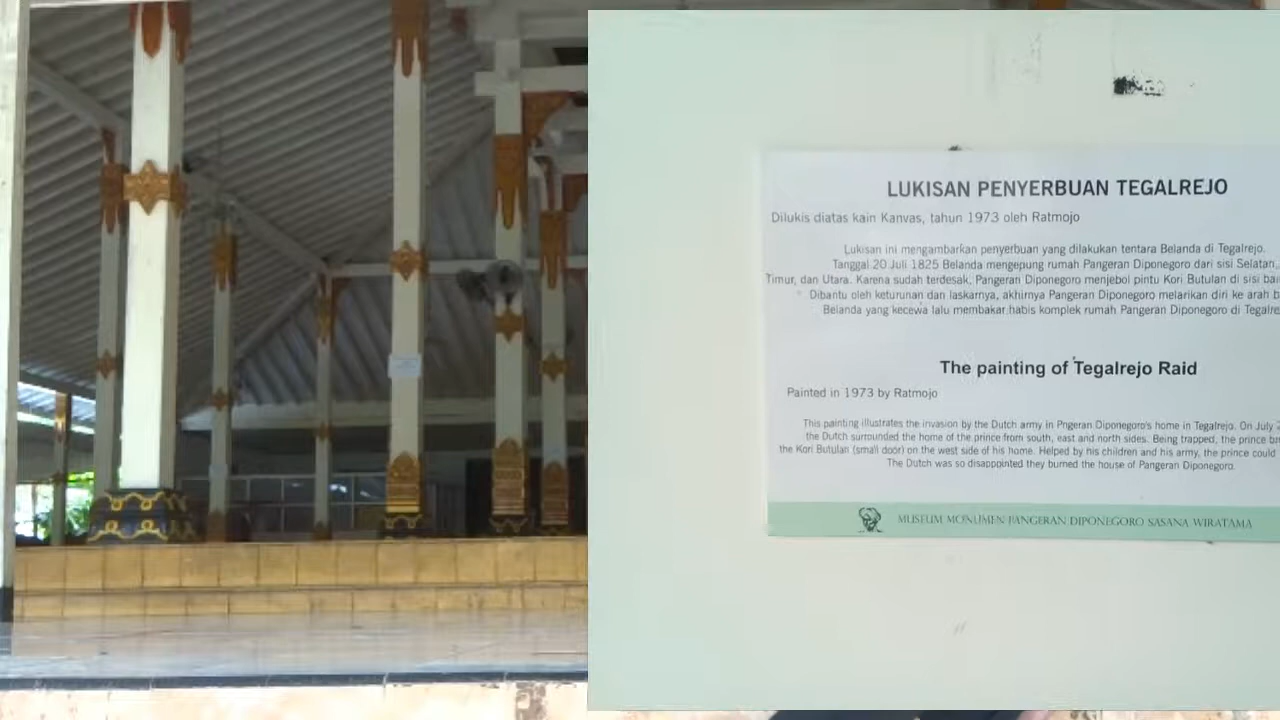 LUKISAN PENYERBUAN TEGALREJO
Dilukis diatas kain Kanvas, tahun 1973 oleh Ratmojo
Lukisan ini mengambarkan penyerbuan yang dilakukan tentara Belanda di Tegalrejo.
Tanggal 20 Juli 1825 Belanda mengepung rumah Pangeran Diponegoro dari sisi Selatan,
Timur, dan Utara. Karena sudah terdesak, Pangeran Diponegoro menjebol pintu Kori Butulan di sisi
Dibantu oleh keturunan dan laskarnya, akhirnya Pangeran Diponegoro melarikan diri ke arah
Belanda yang kecewa lalu membakar habis komplek rumah Pangeran Diponegoro di
The painting of Tegalrejo Raid
Painted in 1973 by Ratmojo
This painting illustrates the invasion by the Dutch army in Pngeran Diponegoro's home in Tegalrejo. On July
the Dutch surrounded the home of the prince from south, east and north sides. Being trapped, the prince
the Kori Butulan (small door) on the west side of his home. Helped by his children and his army, the prince could
The Dutch was so disappointed they burned the house of Pangeran Diponegoro.
MUSEUM MONUMEN PANGERAN DIPONEGORO SASANA WIRATAMA